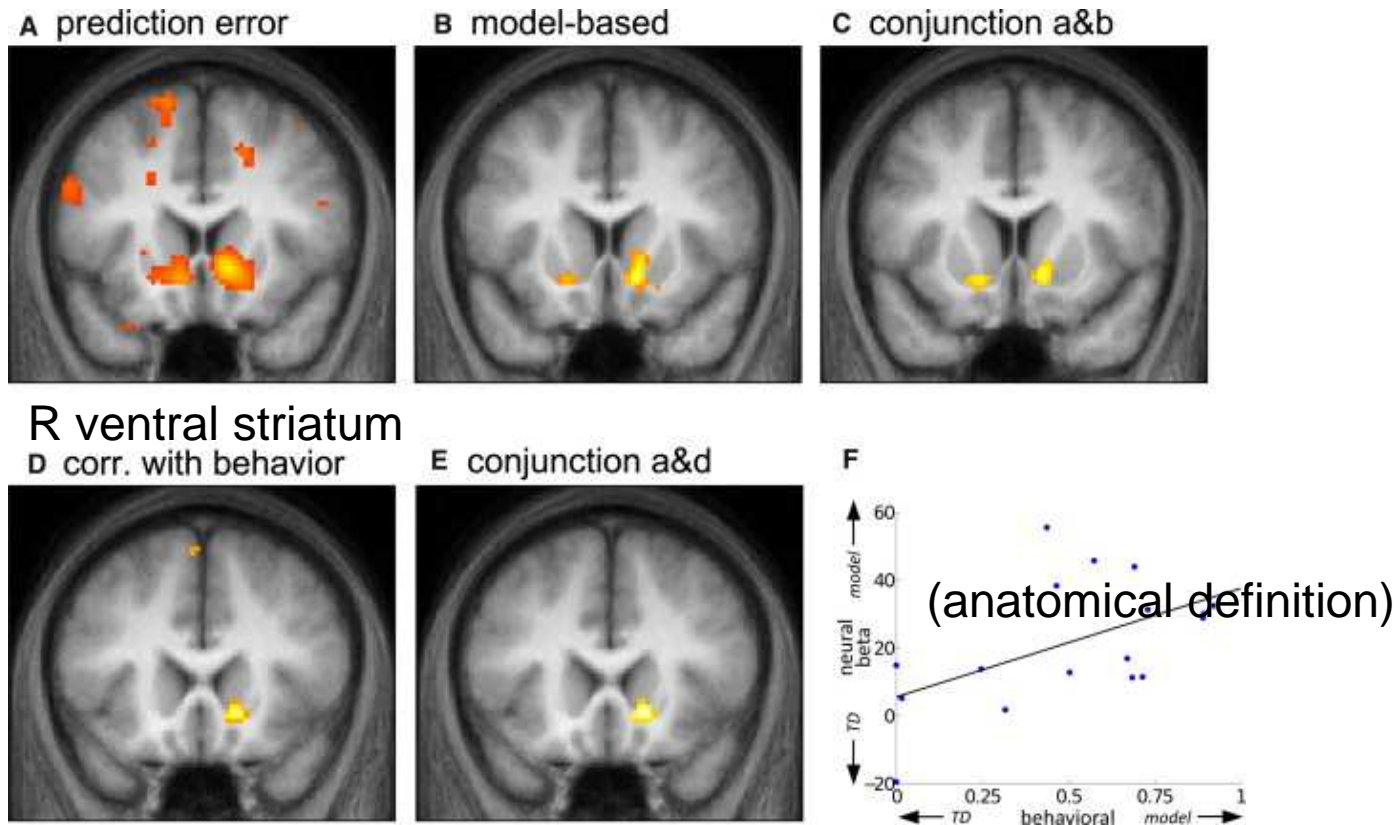 A prediction error
B model-based
C conjunction a&b
R ventral striatum
D corr. with behavior
E conjunction a&d
F
60
40
20
0
−20
model
neural
beta
TD
(anatomical definition)
0 0.25 0.5 0.75 1
TD behavioral model